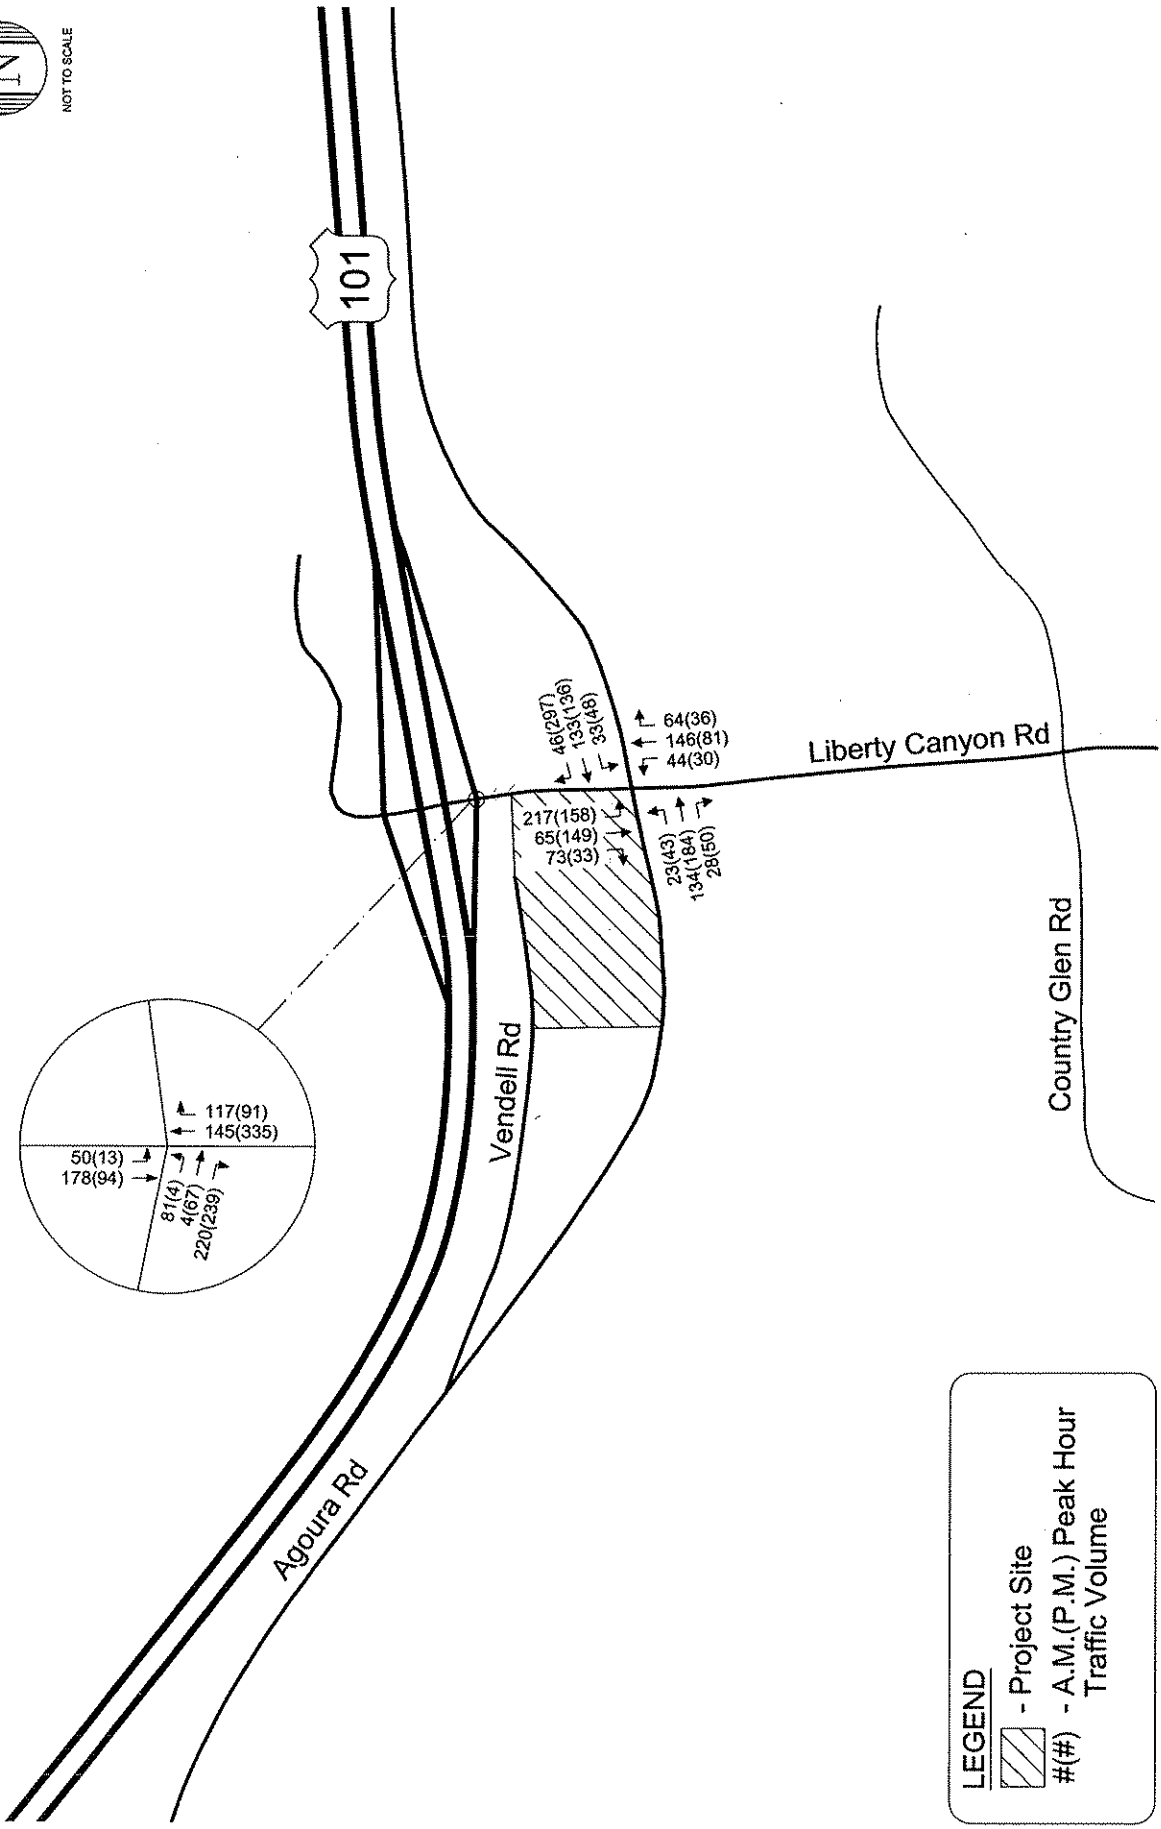 N
NOT TO SCALE
101
117(91)
145(335)
50(13)
178(94)
81(4)
4(67)
220(239)
46(297)
133(136)
33(48)
64(36)
146(81)
44(30)
217(158)
65(149)
73(33)
23(43)
134(184)
28(50)
Liberty Canyon Rd
Vendell Rd
Country Glen Rd
Agoura Rd
LEGEND
- Project Site
#(#) - A.M.(P.M.) Peak Hour
Traffic Volume